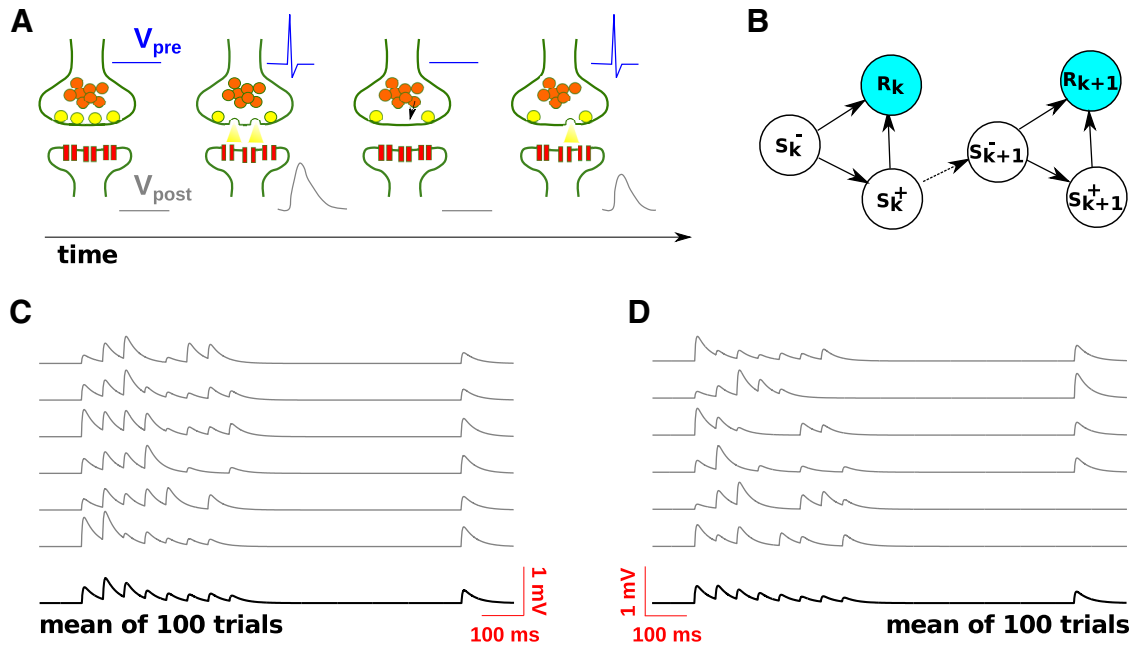 A
V_pre
V_post
time
B
R_k
R_k+1
S_k^-
S_k+1^-
S_k^+
S_k+1^+
C
1 mV
100 ms
mean of 100 trials
D
1 mV
100 ms
mean of 100 trials